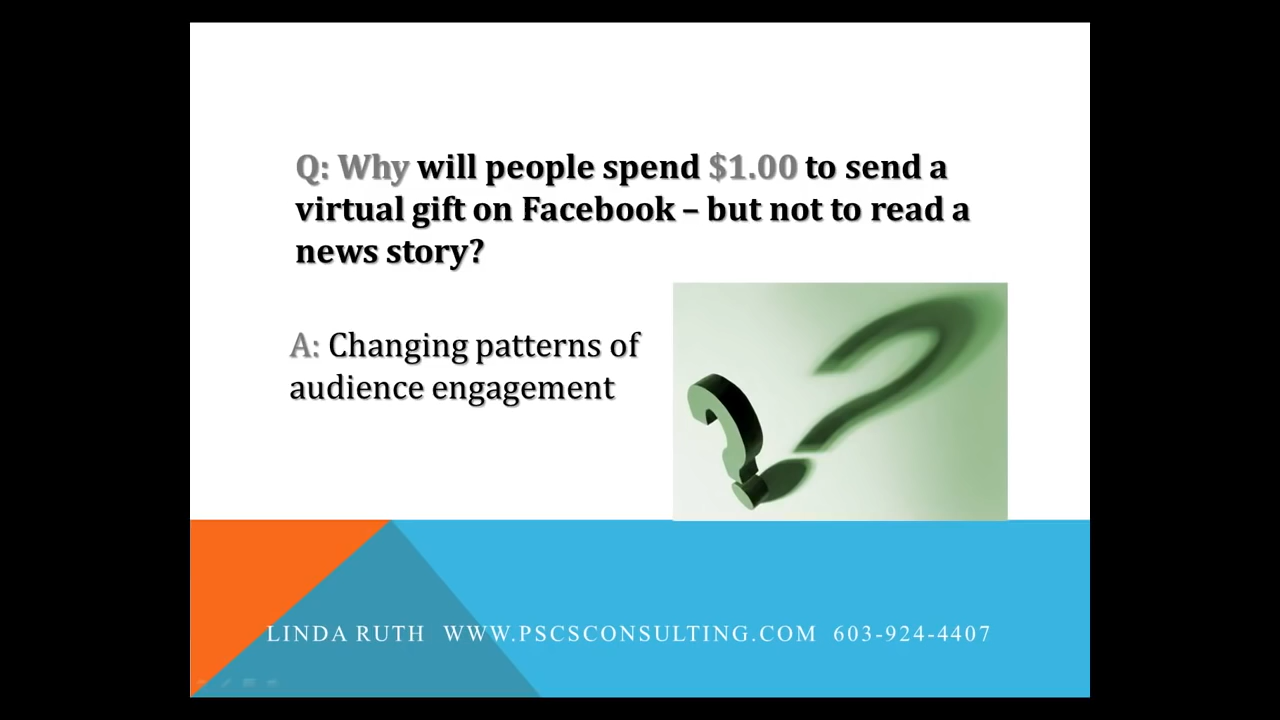 Q: Why will people spend $1.00 to send a
virtual gift on Facebook – but not to read a
news story?
A: Changing patterns of
audience engagement
LINDA RUTH WWW.PSCSCONSULTING.COM 603-924-4407